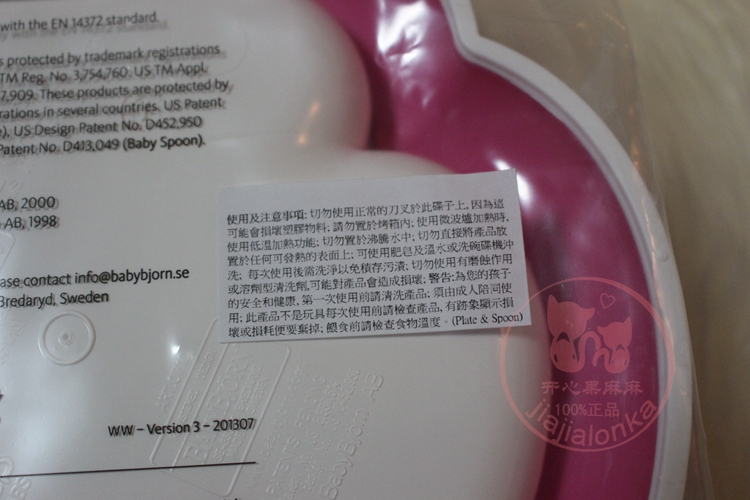 with the EN 14372 standard.
s protected by trademark registrations
TM Reg. No. 3,754,760. US TM Appl.
7,909. These products are protected by
rations in several countries. US Patent
e), US Design Patent No. D452,950
Patent No. D413,049 (Baby Spoon).
AB, 2000
AB, 1998
ase contact info@babybjorn.se
Bredaryd, Sweden
WW – Version 3 – 201307
使用及注意事項: 切勿使用正常的刀叉於此碟子上, 因為這
可能會損壞塑膠物料; 請勿置於烤箱內; 使用微波爐加熱時,
使用低溫加熱功能; 切勿置於沸騰水中; 切勿直接將產品放
置於任何可發熱的表面上; 可使用肥皂及溫水或洗碗碟機沖
洗; 每次使用後需洗淨以免積存污漬; 切勿使用有磨蝕作用
或溶劑型清洗劑,可能對產品會造成損壞; 警告:為您的孩子
的安全和健康, 第一次使用前請清洗產品; 須由成人陪同使
用; 此產品不是玩具每次使用前請檢查產品, 有跡象顯示損
壞或損耗便要棄掉; 餵食前請檢查食物溫度。(Plate & Spoon)
开心果麻麻
100%正品
jiajialonka